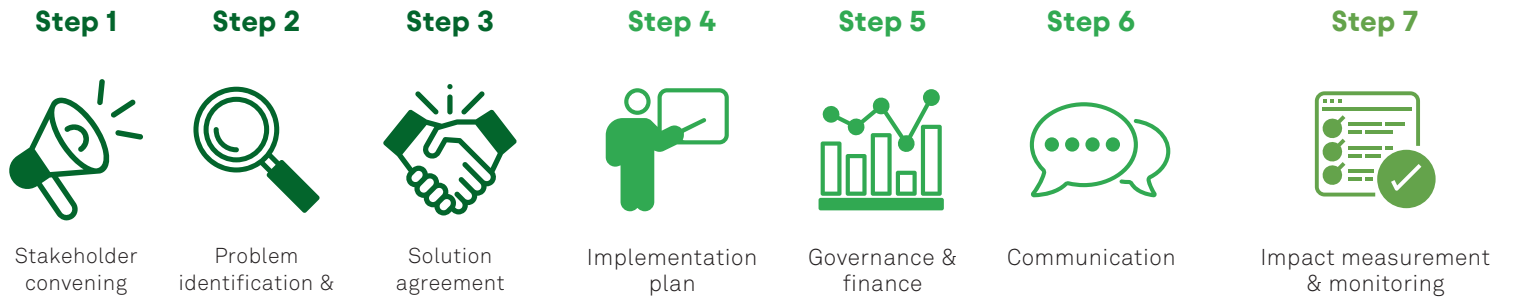 Step 1
Step 2
Step 3
Step 4
Step 5
Step 6
Step 7
Stakeholder
convening
Problem
identification &
Solution
agreement
Implementation
plan
Governance &
finance
Communication
Impact measurement
& monitoring